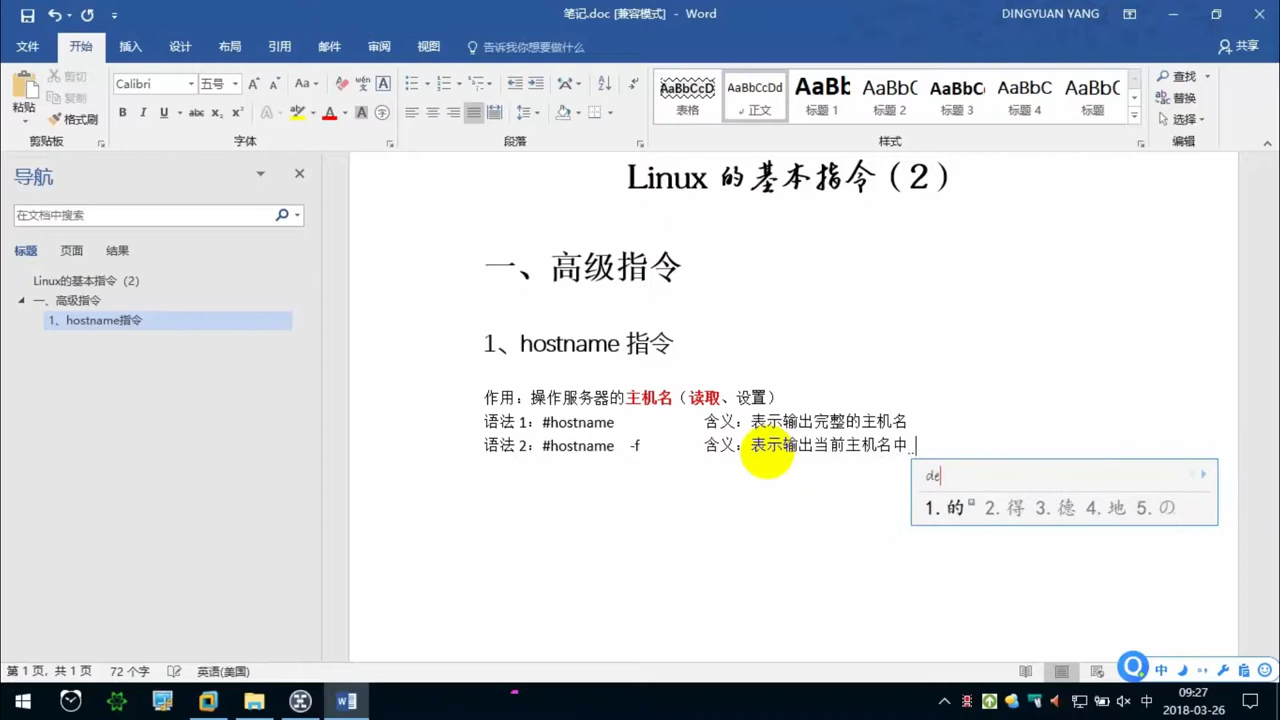 笔记.doc [兼容模式] - Word
DINGYUAN YANG
文件 开始 插入 设计 布局 引用 邮件 审阅 视图 告诉我你想要做什么 共享
粘贴 剪切 复制 格式刷
Calibri 五号
AaBbCcD AaBbCcDd AaBb AaBbC AaBbC AaBbC AaBbC
表格 正文 标题 1 标题 2 标题 3 标题 4 标题
查找 替换 选择
剪贴板 字体 段落 样式 编辑
导航
在文档中搜索
标题 页面 结果
Linux的基本指令（2）
一、高级指令
1、hostname指令
Linux 的基本指令（2）
一、高级指令
1、hostname 指令
作用：操作服务器的主机名（读取、设置）
语法 1：#hostname 含义：表示输出完整的主机名
语法 2：#hostname -f 含义：表示输出当前主机名中
de
1.的 2.得 3.德 4.地 5.の
第 1 页，共 1 页 72 个字 英语(美国)
中
中
09:27
2018-03-26